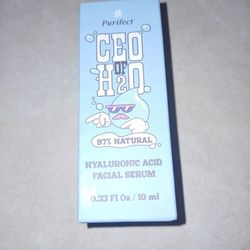 Purifect
CEO
OF
H2O
97% NATURAL
HYALURONIC ACID
FACIAL SERUM
0.33 Fl Oz / 10 ml